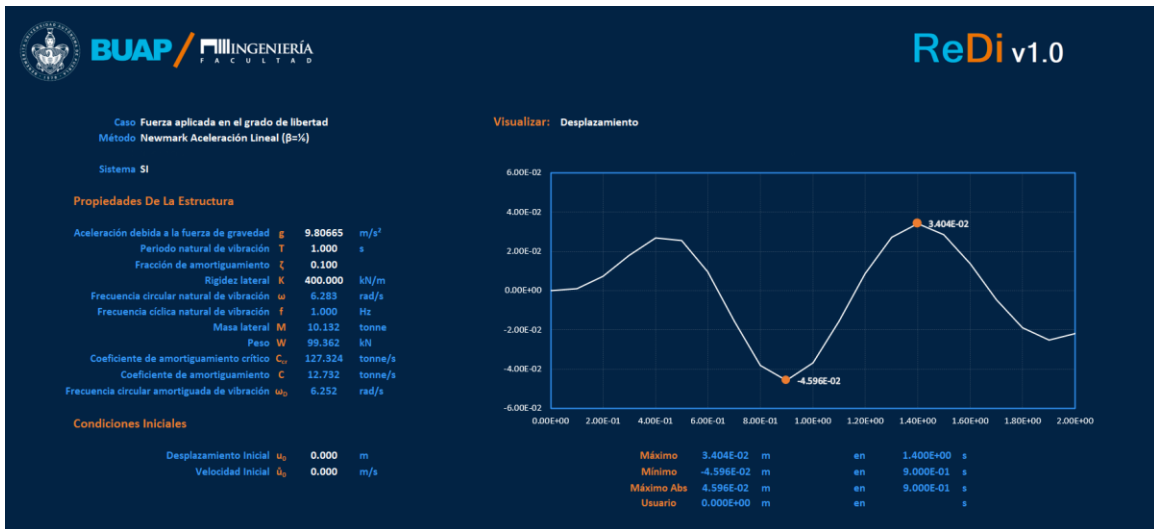 BUAP INGENIERÍA
FACULTAD
ReDi v1.0
Caso Fuerza aplicada en el grado de libertad
Método Newmark Aceleración Lineal (β=⅙)
Sistema SI
Propiedades De La Estructura
Aceleración debida a la fuerza de gravedad g 9.80665 m/s²
Periodo natural de vibración T 1.000 s
Fracción de amortiguamiento ζ 0.100
Rigidez lateral K 400.000 kN/m
Frecuencia circular natural de vibración ω 6.283 rad/s
Frecuencia cíclica natural de vibración f 1.000 Hz
Masa lateral M 10.132 tonne
Peso W 99.362 kN
Coeficiente de amortiguamiento crítico Ccr 127.324 tonne/s
Coeficiente de amortiguamiento C 12.732 tonne/s
Frecuencia circular amortiguada de vibración ωD 6.252 rad/s
Condiciones Iniciales
Desplazamiento Inicial u₀ 0.000 m
Velocidad Inicial ů₀ 0.000 m/s
Visualizar: Desplazamiento
6.00E-02
4.00E-02
2.00E-02
0.00E+00
-2.00E-02
-4.00E-02
-6.00E-02
3.404E-02
-4.596E-02
0.00E+00 2.00E-01 4.00E-01 6.00E-01 8.00E-01 1.00E+00 1.20E+00 1.40E+00 1.60E+00 1.80E+00 2.00E+00
Máximo 3.404E-02 m en 1.400E+00 s
Mínimo -4.596E-02 m en 9.000E-01 s
Máximo Abs 4.596E-02 m en 9.000E-01 s
Usuario 0.000E+00 m en s